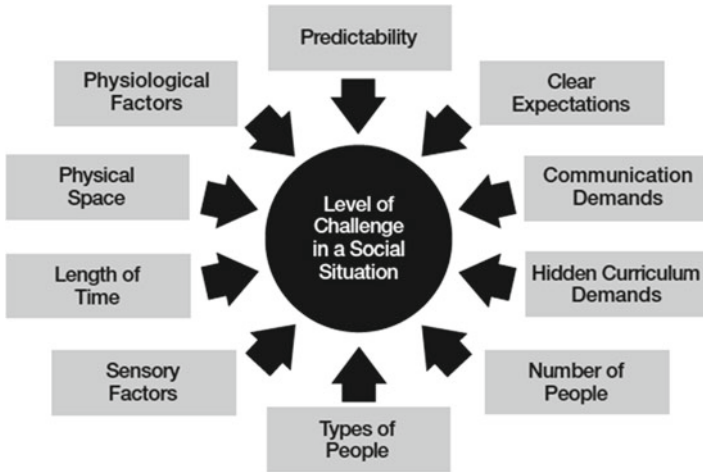 Predictability
Physiological
Factors
Clear
Expectations
Physical
Space
Communication
Demands
Level of
Challenge
in a Social
Situation
Length of
Time
Hidden Curriculum
Demands
Sensory
Factors
Number of
People
Types of
People